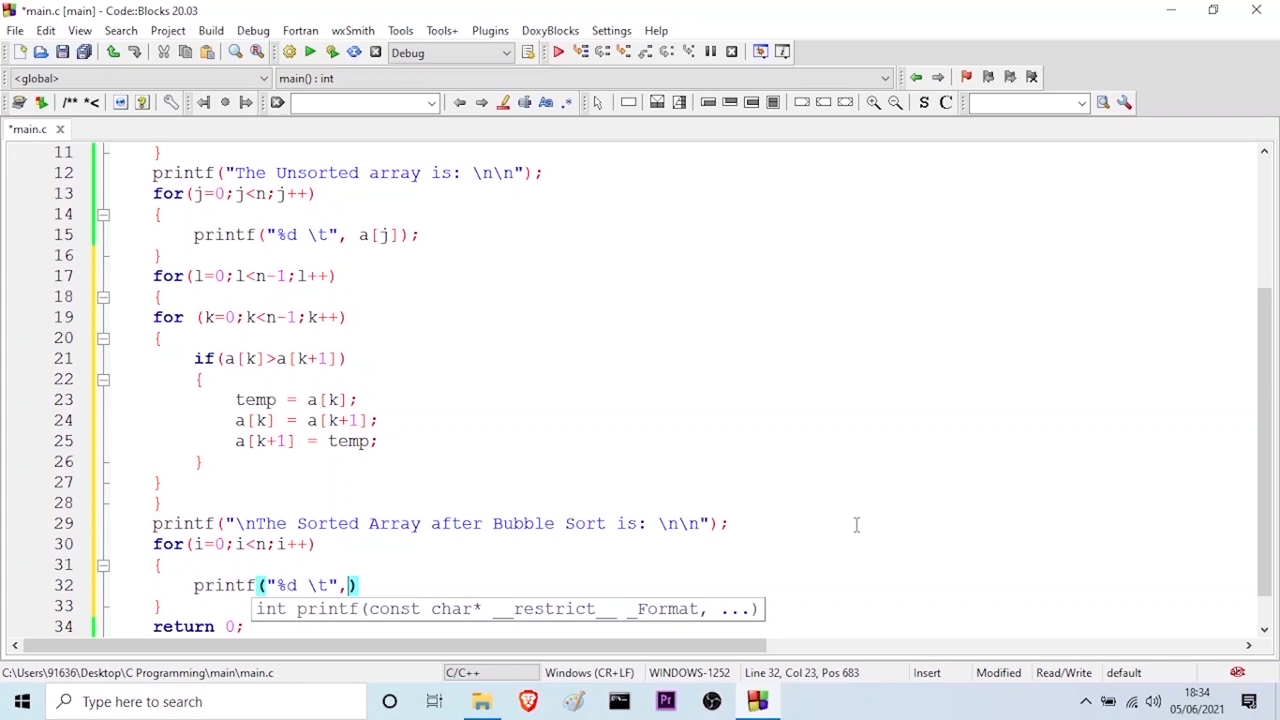 *main.c [main] - Code::Blocks 20.03
File Edit View Search Project Build Debug Fortran wxSmith Tools Tools+ Plugins DoxyBlocks Settings Help
Debug
<global> main() : int
/** *< S C
*main.c
11 }
12 printf("The Unsorted array is: \n\n");
13 for(j=0;j<n;j++)
14 {
15 printf("%d \t", a[j]);
16 }
17 for(l=0;l<n-1;l++)
18 {
19 for (k=0;k<n-1;k++)
20 {
21 if(a[k]>a[k+1])
22 {
23 temp = a[k];
24 a[k] = a[k+1];
25 a[k+1] = temp;
26 }
27 }
28 }
29 printf("\nThe Sorted Array after Bubble Sort is: \n\n");
30 for(i=0;i<n;i++)
31 {
32 printf("%d \t",)
33 }
int printf(const char* __restrict__ _Format, ...)
34 return 0;
C:\Users\91636\Desktop\C Programming\main\main.c C/C++ Windows (CR+LF) WINDOWS-1252 Line 32, Col 23, Pos 683 Insert Modified Read/Write default
Type here to search
Pr
18:34
05/06/2021